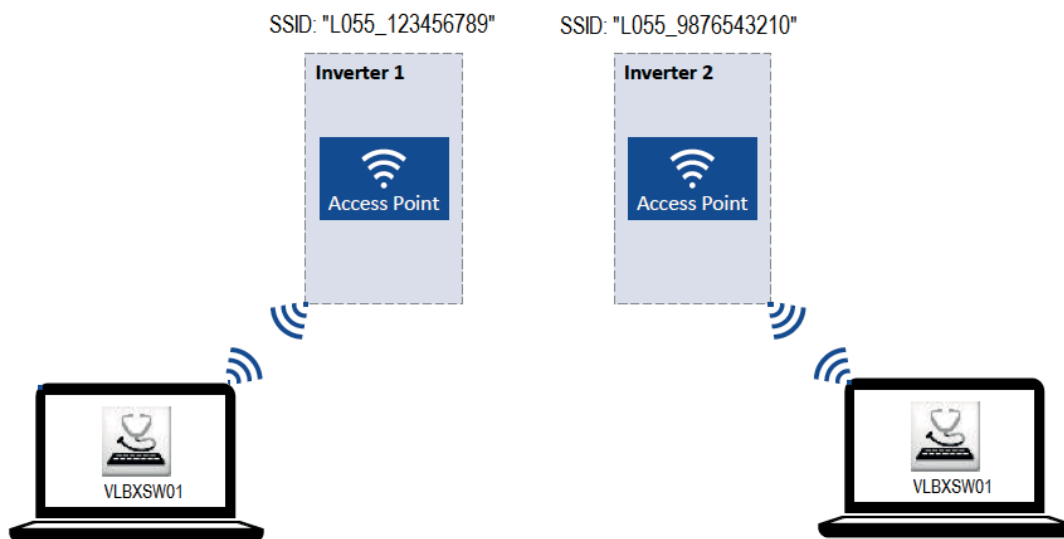 SSID: "L055_123456789"
SSID: "L055_9876543210"
Inverter 1
Inverter 2
Access Point
Access Point
VLBXSW01
VLBXSW01